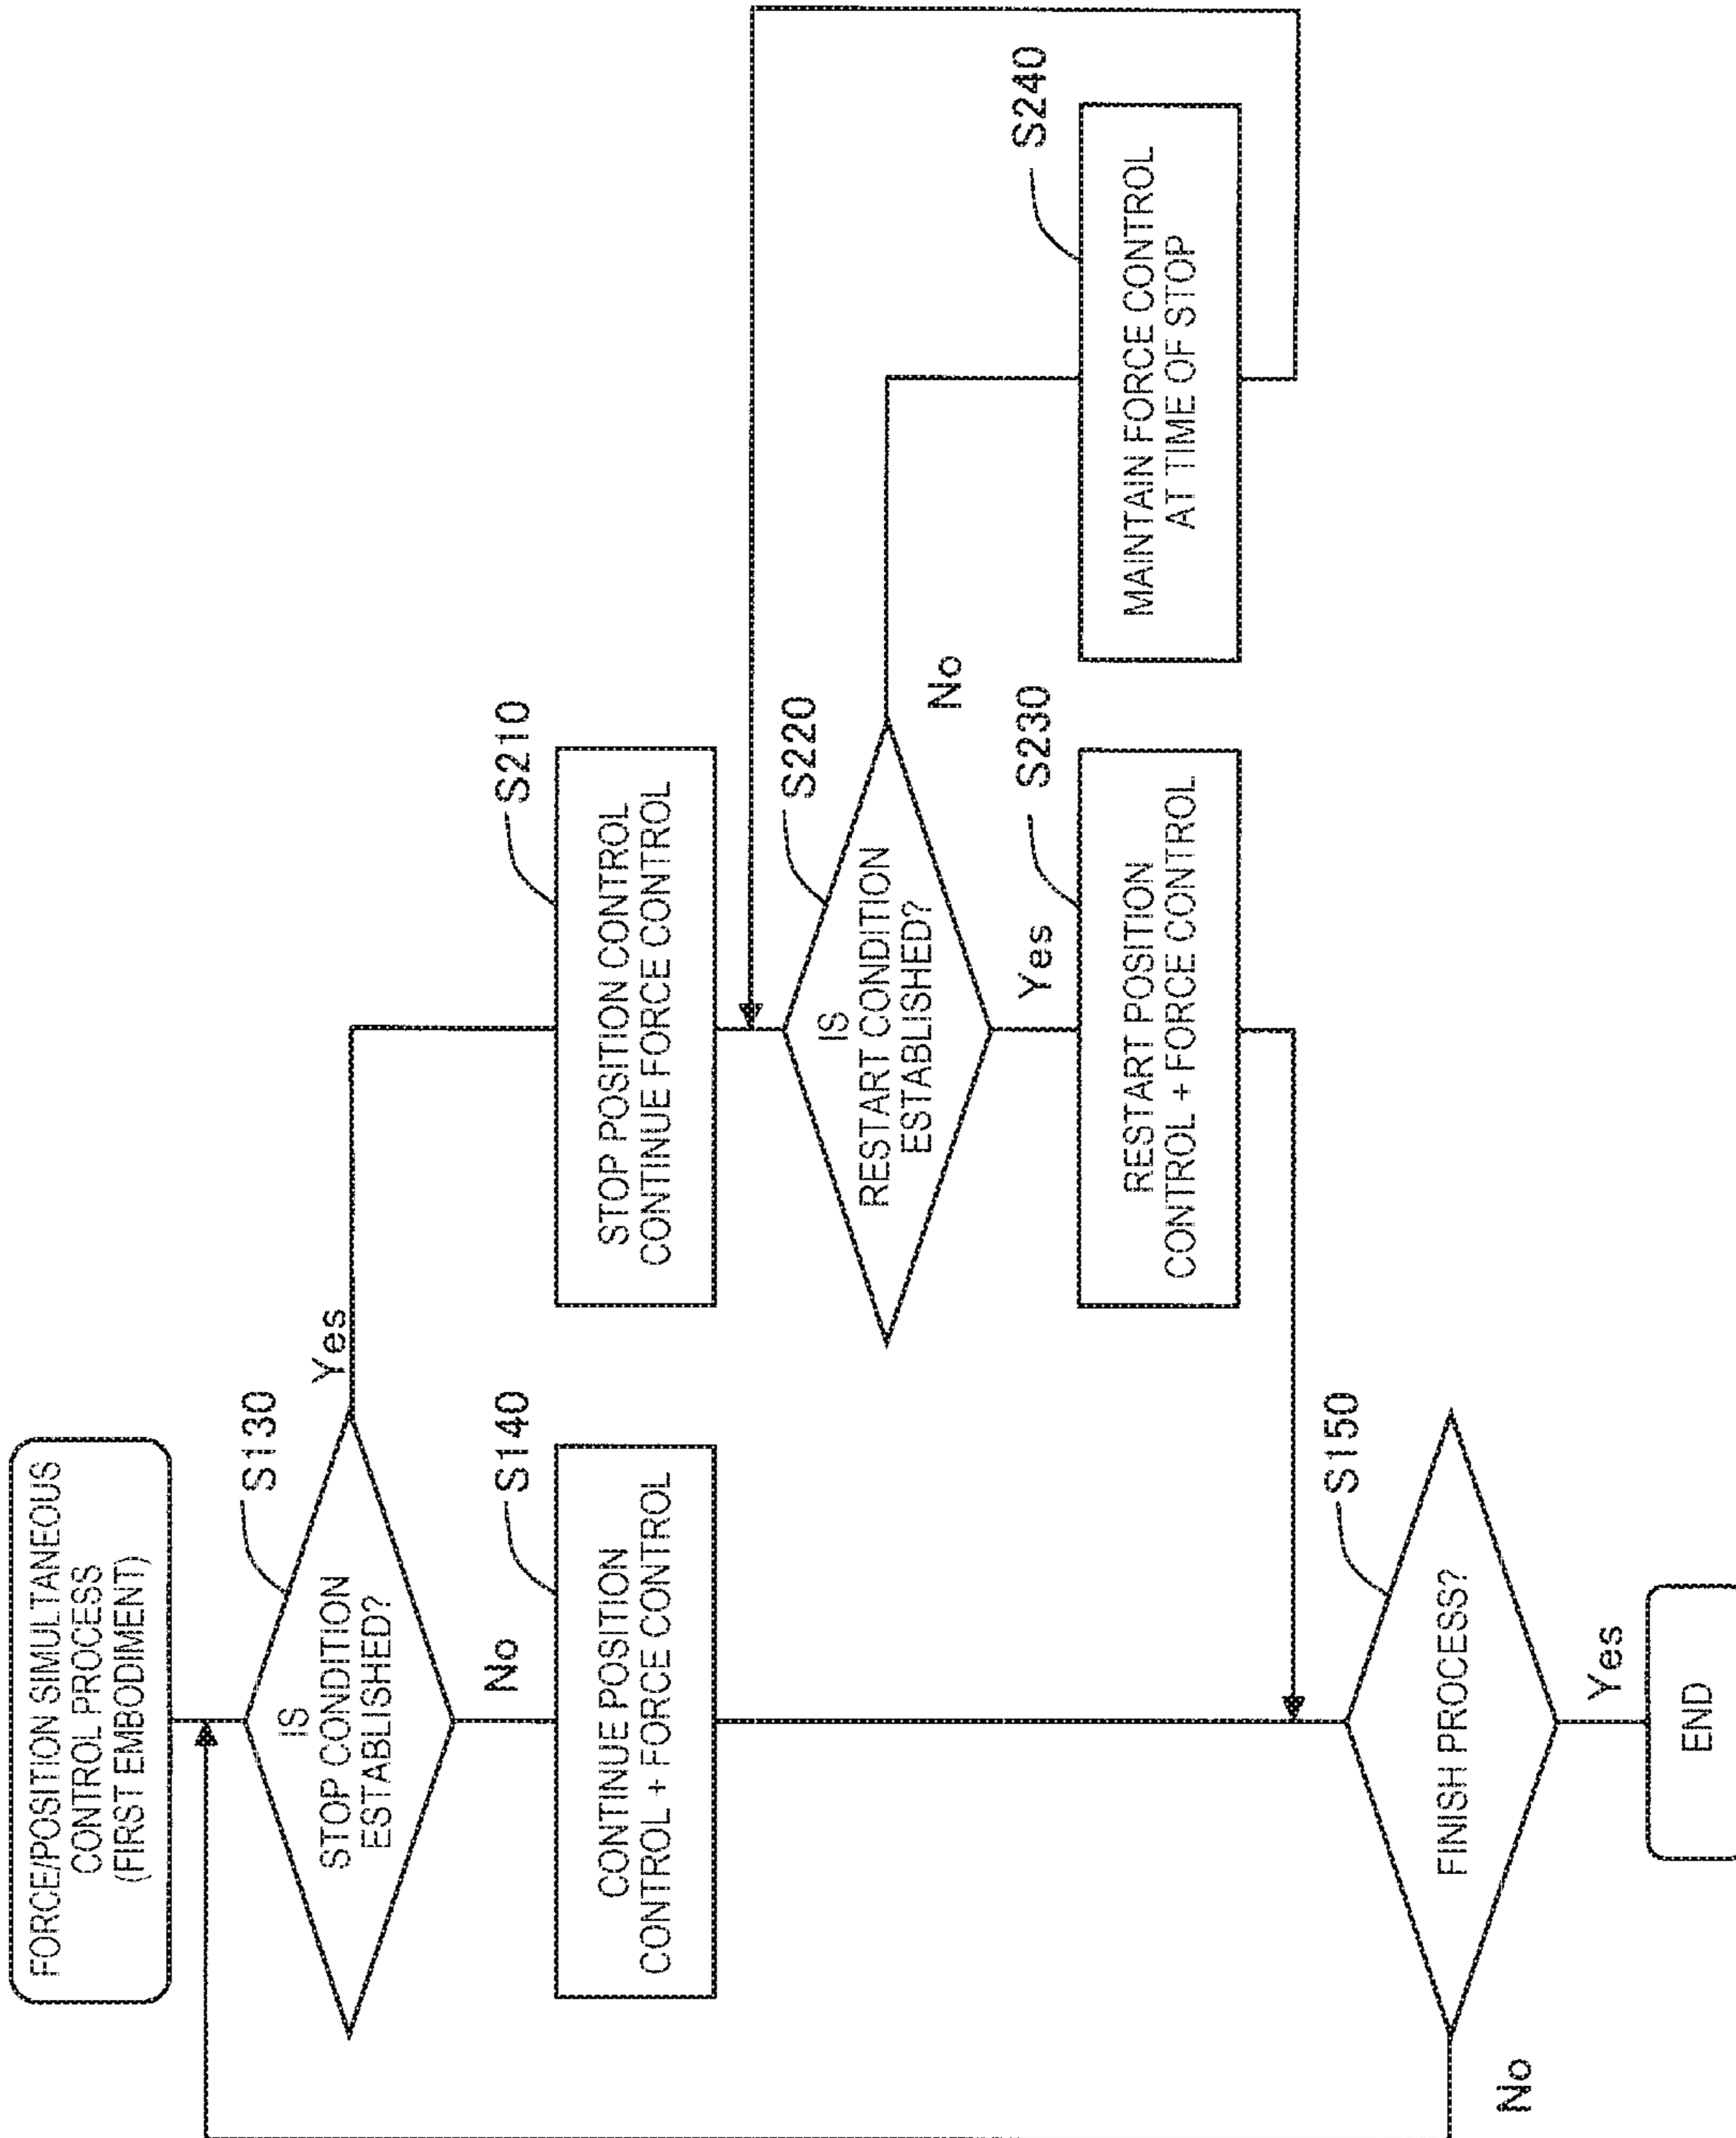 FORCE/POSITION SIMULTANEOUS
CONTROL PROCESS
(FIRST EMBODIMENT)
S130
IS
STOP CONDITION
ESTABLISHED?
Yes
No
S140
CONTINUE POSITION
CONTROL + FORCE CONTROL
S210
STOP POSITION CONTROL
CONTINUE FORCE CONTROL
S220
IS
RESTART CONDITION
ESTABLISHED?
No
Yes
S230
RESTART POSITION
CONTROL + FORCE CONTROL
S240
MAINTAIN FORCE CONTROL
AT TIME OF STOP
S150
FINISH PROCESS?
No
Yes
END